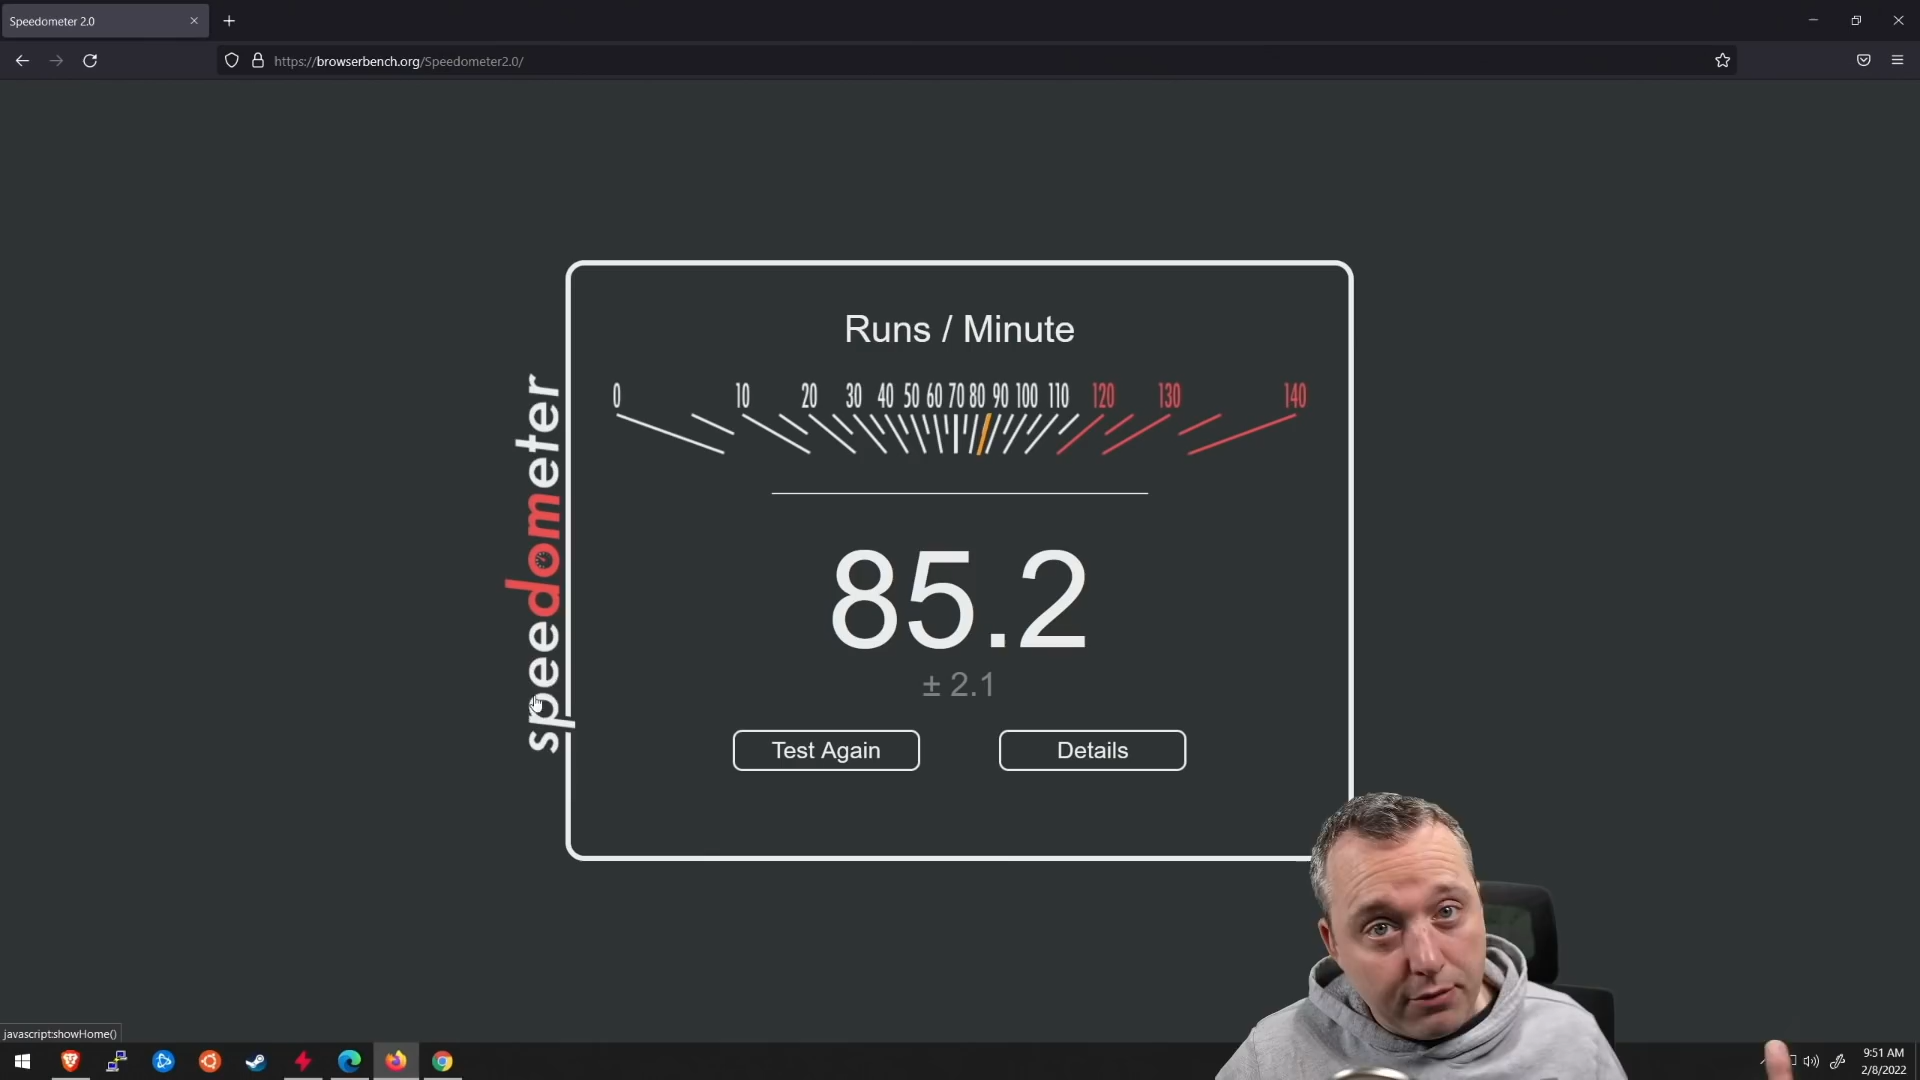 Speedometer 2.0
https://browserbench.org/Speedometer2.0/
Runs / Minute
0 10 20 30 40 50 60 70 80 90 100 110 120 130 140
speedometer
85.2
± 2.1
Test Again
Details
javascript:showHome()
9:51 AM
2/8/2022